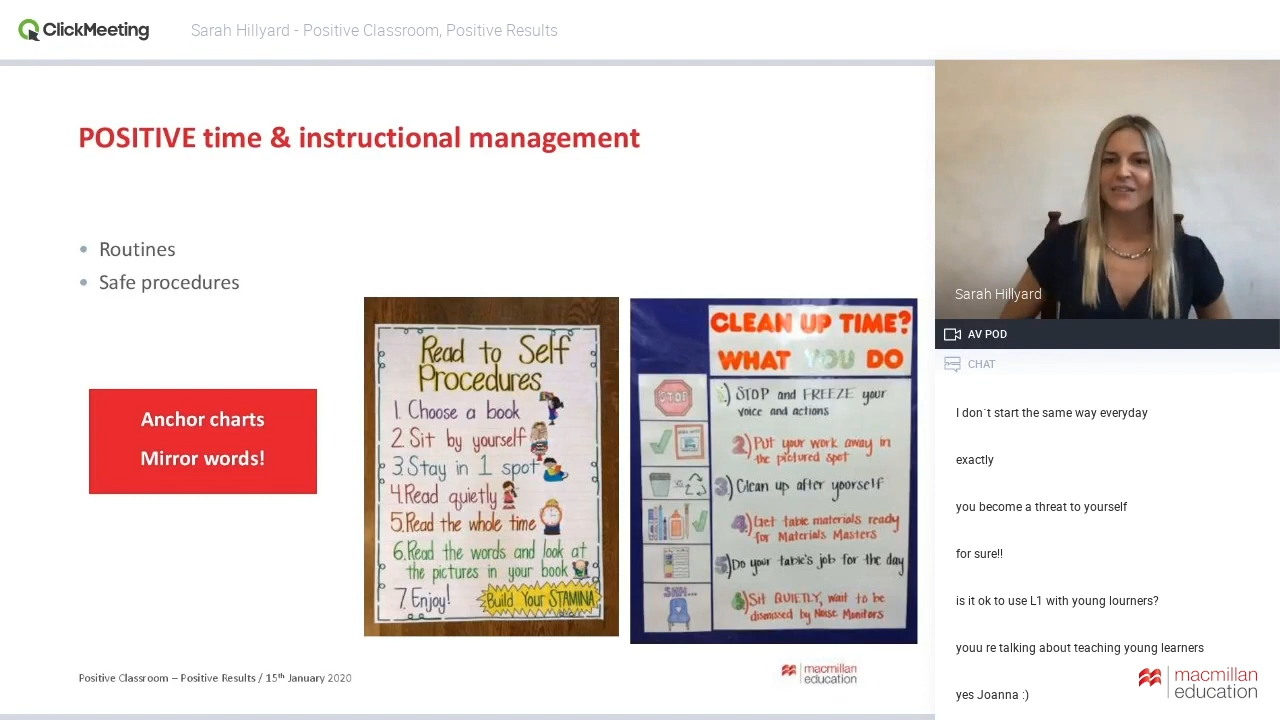 ClickMeeting
Sarah Hillyard - Positive Classroom, Positive Results
POSITIVE time & instructional management
• Routines
• Safe procedures
Anchor charts
Mirror words!
Read to Self
Procedures
1. Choose a book
2. Sit by yourself
3. Stay in 1 spot
4. Read quietly
5. Read the whole time
6. Read the words and look at
the pictures in your book
7. Enjoy!
Build Your STAMINA
CLEAN UP TIME?
WHAT YOU DO
STOP
1.) STOP and FREEZE your
voice and actions
2) Put your work away in
the pictured spot
3) Clean up after yoorself
4) Get table materials ready
for Materials Masters
5) Do your table's job for the day
6) Sit QUIETLY, wait to be
dismissed by Noise Monitors
Positive Classroom – Positive Results / 15th January 2020
macmillan
education
Sarah Hillyard
AV POD
CHAT
I don`t start the same way everyday
exactly
you become a threat to yourself
for sure!!
is it ok to use L1 with young lourners?
youu re talking about teaching young learners
yes Joanna :)
macmillan
education